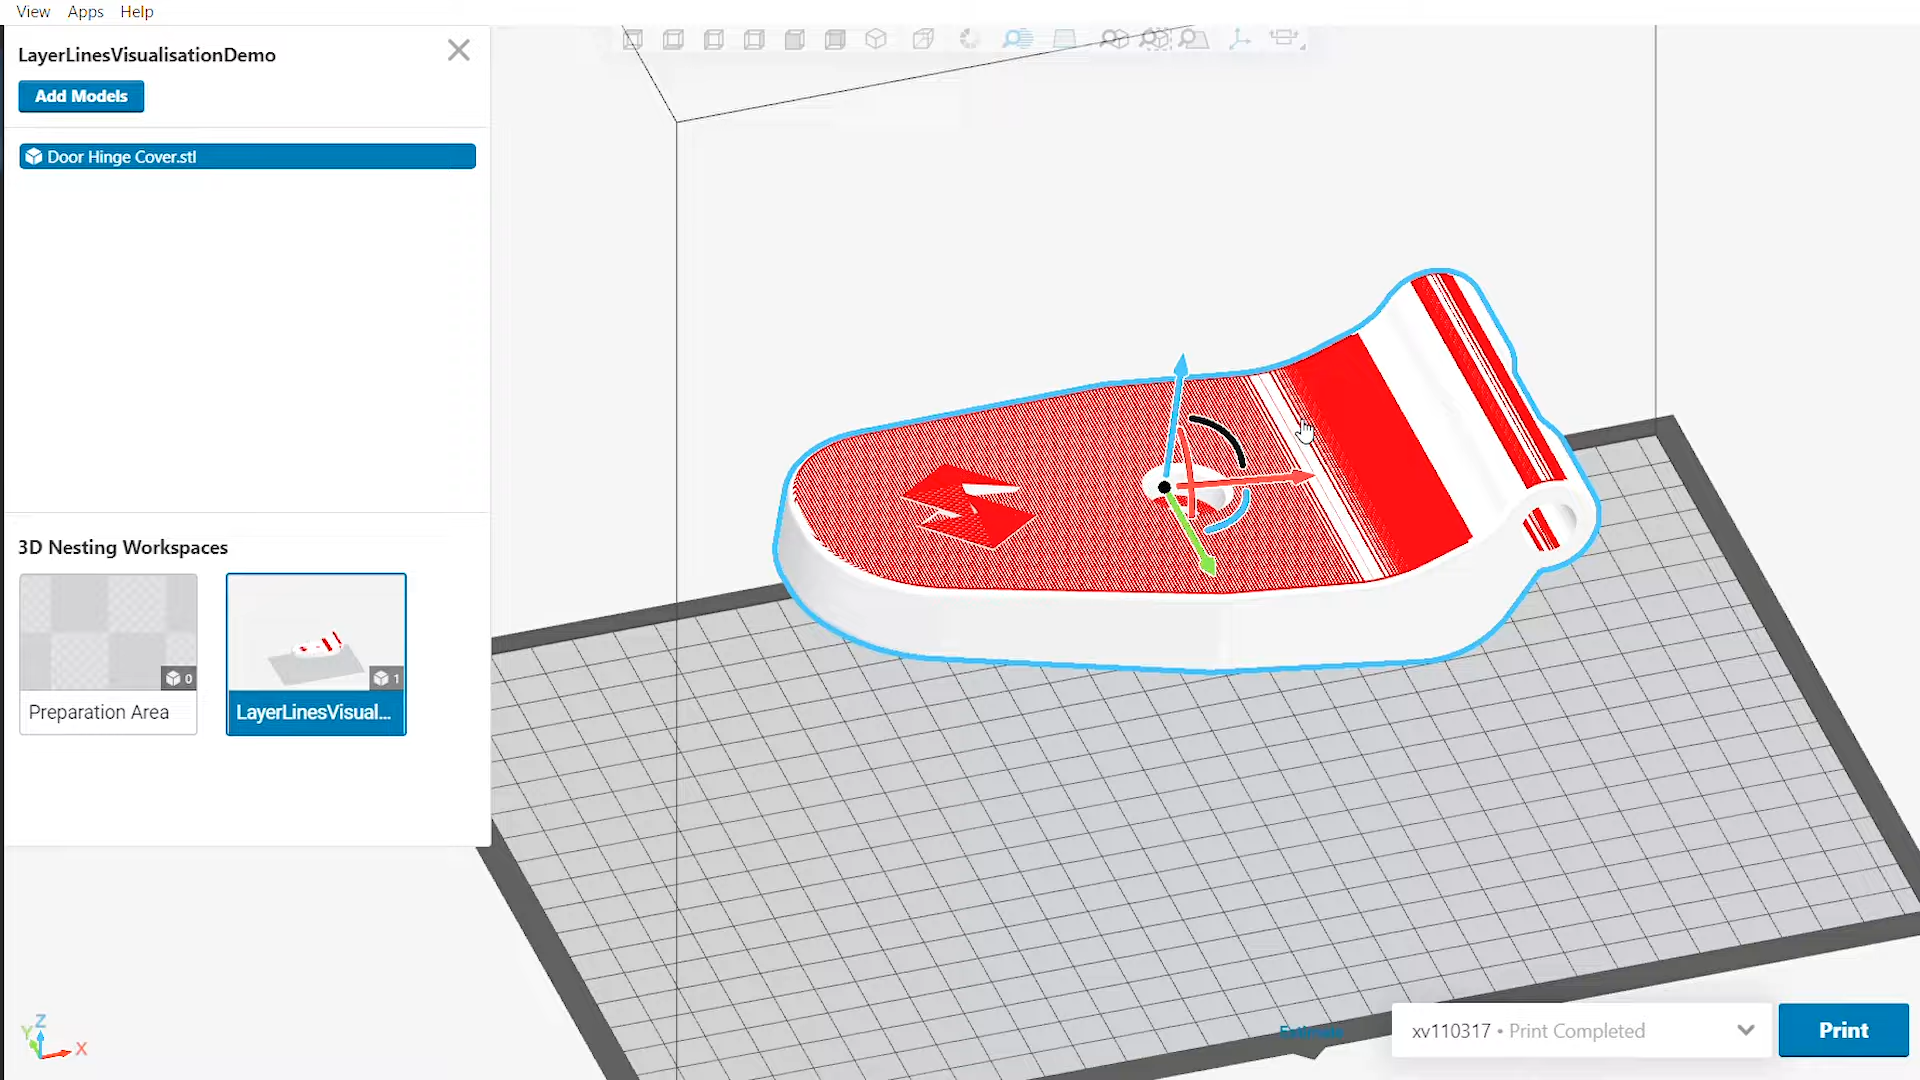 View Apps Help
LayerLinesVisualisationDemo
Add Models
Door Hinge Cover.stl
3D Nesting Workspaces
0
1
Preparation Area
LayerLinesVisual...
Z
Y
X
Estimate
xv110317 • Print Completed
Print